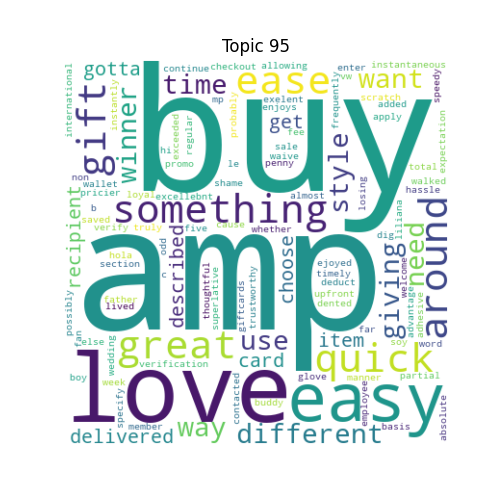 Topic 95
buy
amp
love
easy
something
great
quick
around
gift
ease
want
time
winner
gotta
get
style
giving
need
recipient
described
choose
use
card
item
way
different
delivered
international
instantly
continue
checkout
allowing
mp
exelent
enjoys
probably
frequently
vw
enter
instantaneous
scratch
added
apply
speedy
expectation
exceeded
regular
fee
hi
promo
le
sale
waive
penny
non
wallet
pricier
loyal
excellebnt
shame
almost
losing
total
walked
hassle
b
saved
verify
truly
five
cause
whether
dig
liliana
hola
section
odd
c
thoughtful
superlative
giftcards
trustworthy
ejoyed
timely
deduct
upfront
dented
welcome
advantage
adhesive
father
lived
possibly
fan
else
wedding
verification
far
soy
word
boy
week
glove
manner
partial
specify
member
contacted
buddy
employee
basis
absolute